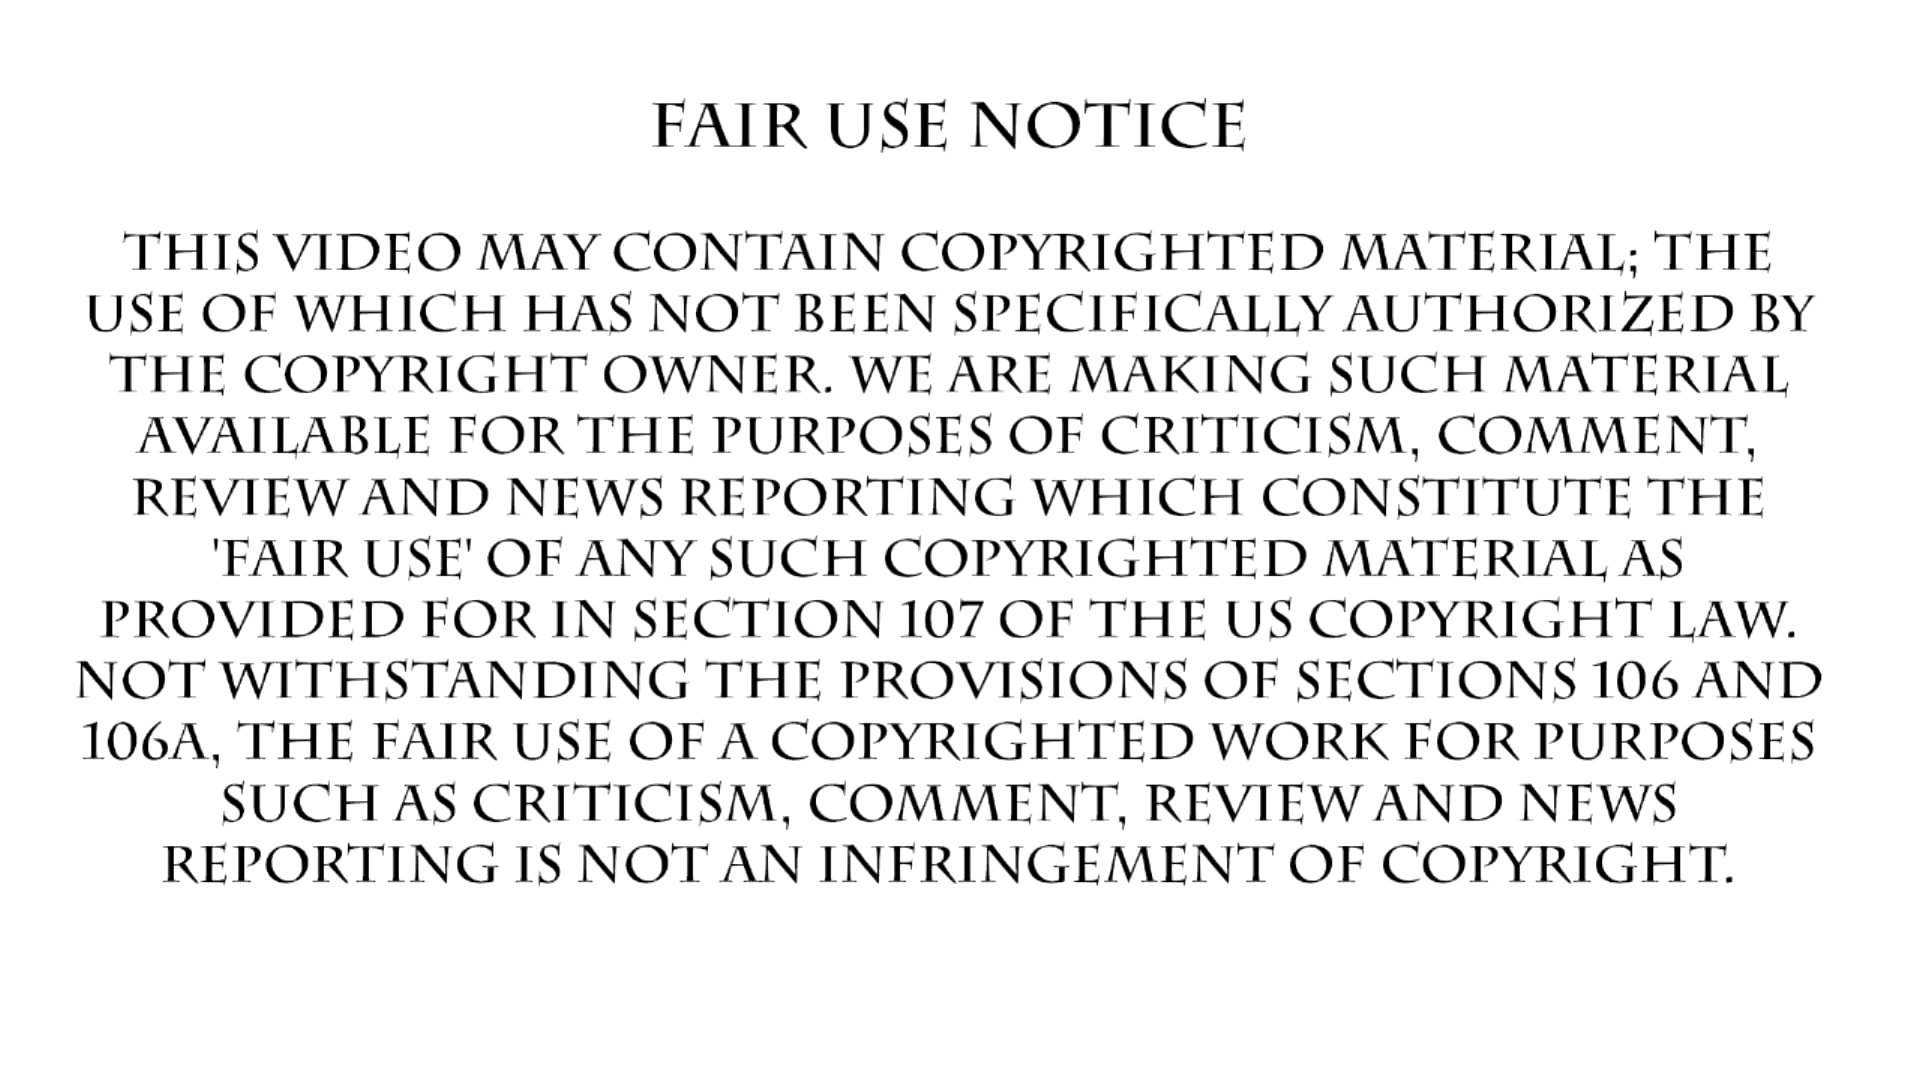 FAIR USE NOTICE
THIS VIDEO MAY CONTAIN COPYRIGHTED MATERIAL; THE
USE OF WHICH HAS NOT BEEN SPECIFICALLY AUTHORIZED BY
THE COPYRIGHT OWNER. WE ARE MAKING SUCH MATERIAL
AVAILABLE FOR THE PURPOSES OF CRITICISM, COMMENT,
REVIEW AND NEWS REPORTING WHICH CONSTITUTE THE
'FAIR USE' OF ANY SUCH COPYRIGHTED MATERIAL AS
PROVIDED FOR IN SECTION 107 OF THE US COPYRIGHT LAW.
NOT WITHSTANDING THE PROVISIONS OF SECTIONS 106 AND
106A, THE FAIR USE OF A COPYRIGHTED WORK FOR PURPOSES
SUCH AS CRITICISM, COMMENT, REVIEW AND NEWS
REPORTING IS NOT AN INFRINGEMENT OF COPYRIGHT.